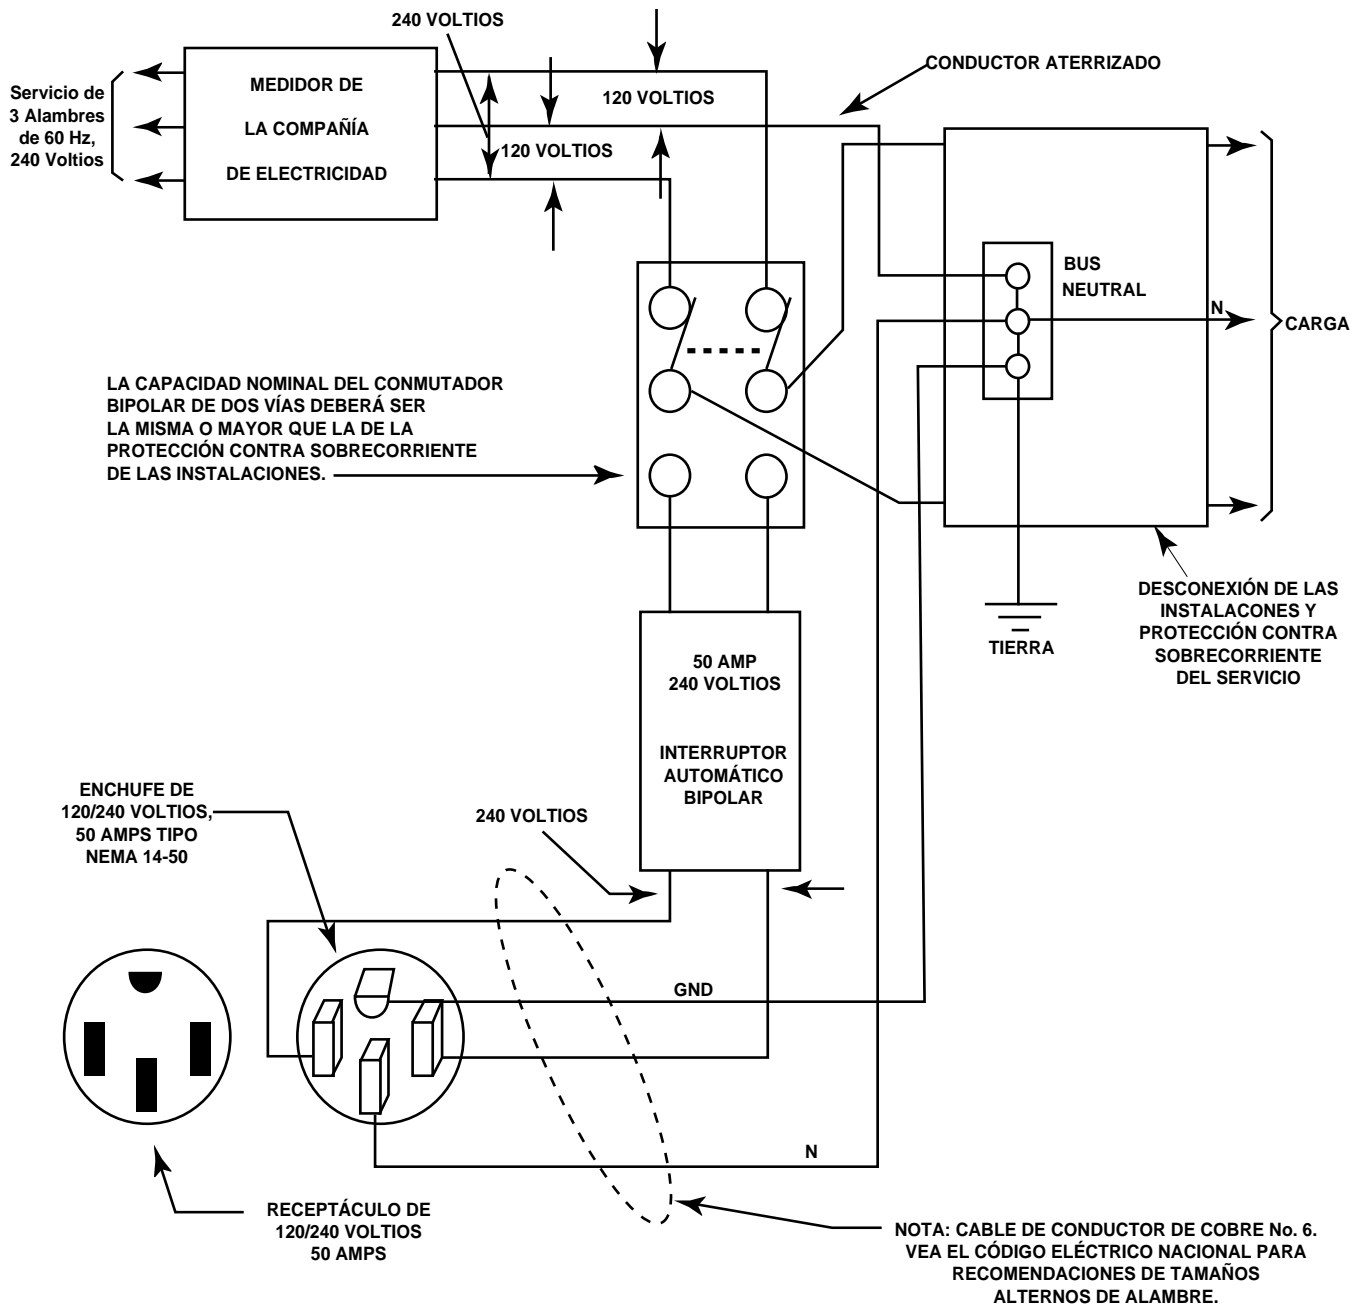 240 VOLTIOS
Servicio de
3 Alambres
de 60 Hz,
240 Voltios
MEDIDOR DE
LA COMPAÑÍA
DE ELECTRICIDAD
120 VOLTIOS
120 VOLTIOS
CONDUCTOR ATERRIZADO
BUS
NEUTRAL
N
CARGA
LA CAPACIDAD NOMINAL DEL CONMUTADOR
BIPOLAR DE DOS VÍAS DEBERÁ SER
LA MISMA O MAYOR QUE LA DE LA
PROTECCIÓN CONTRA SOBRECORRIENTE
DE LAS INSTALACIONES.
TIERRA
DESCONEXIÓN DE LAS
INSTALACONES Y
PROTECCIÓN CONTRA
SOBRECORRIENTE
DEL SERVICIO
50 AMP
240 VOLTIOS
INTERRUPTOR
AUTOMÁTICO
BIPOLAR
ENCHUFE DE
120/240 VOLTIOS,
50 AMPS TIPO
NEMA 14-50
240 VOLTIOS
GND
N
RECEPTÁCULO DE
120/240 VOLTIOS
50 AMPS
NOTA: CABLE DE CONDUCTOR DE COBRE No. 6.
VEA EL CÓDIGO ELÉCTRICO NACIONAL PARA
RECOMENDACIONES DE TAMAÑOS
ALTERNOS DE ALAMBRE.